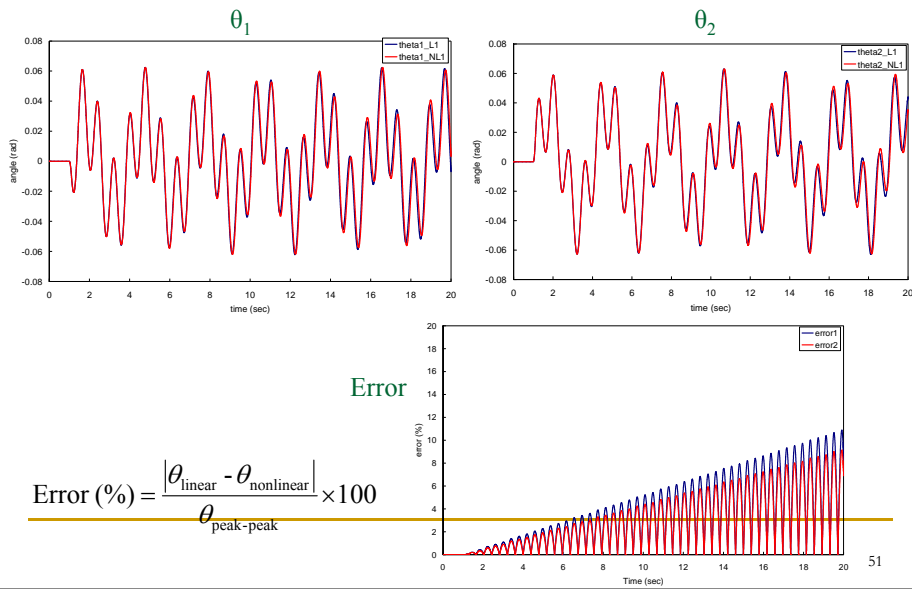 θ1
θ2
theta1_L1
theta1_NL1
0.08
0.06
0.04
0.02
0
-0.02
-0.04
-0.06
-0.08
angle (rad)
0 2 4 6 8 10 12 14 16 18 20
time (sec)
theta2_L1
theta2_NL1
0.08
0.06
0.04
0.02
0
-0.02
-0.04
-0.06
-0.08
angle (rad)
0 2 4 6 8 10 12 14 16 18 20
time (sec)
Error
error1
error2
20
18
16
14
12
10
8
6
4
2
0
error (%)
0 2 4 6 8 10 12 14 16 18 20
Time (sec)
Error (%) = |θlinear - θnonlinear| / θpeak-peak ×100
51